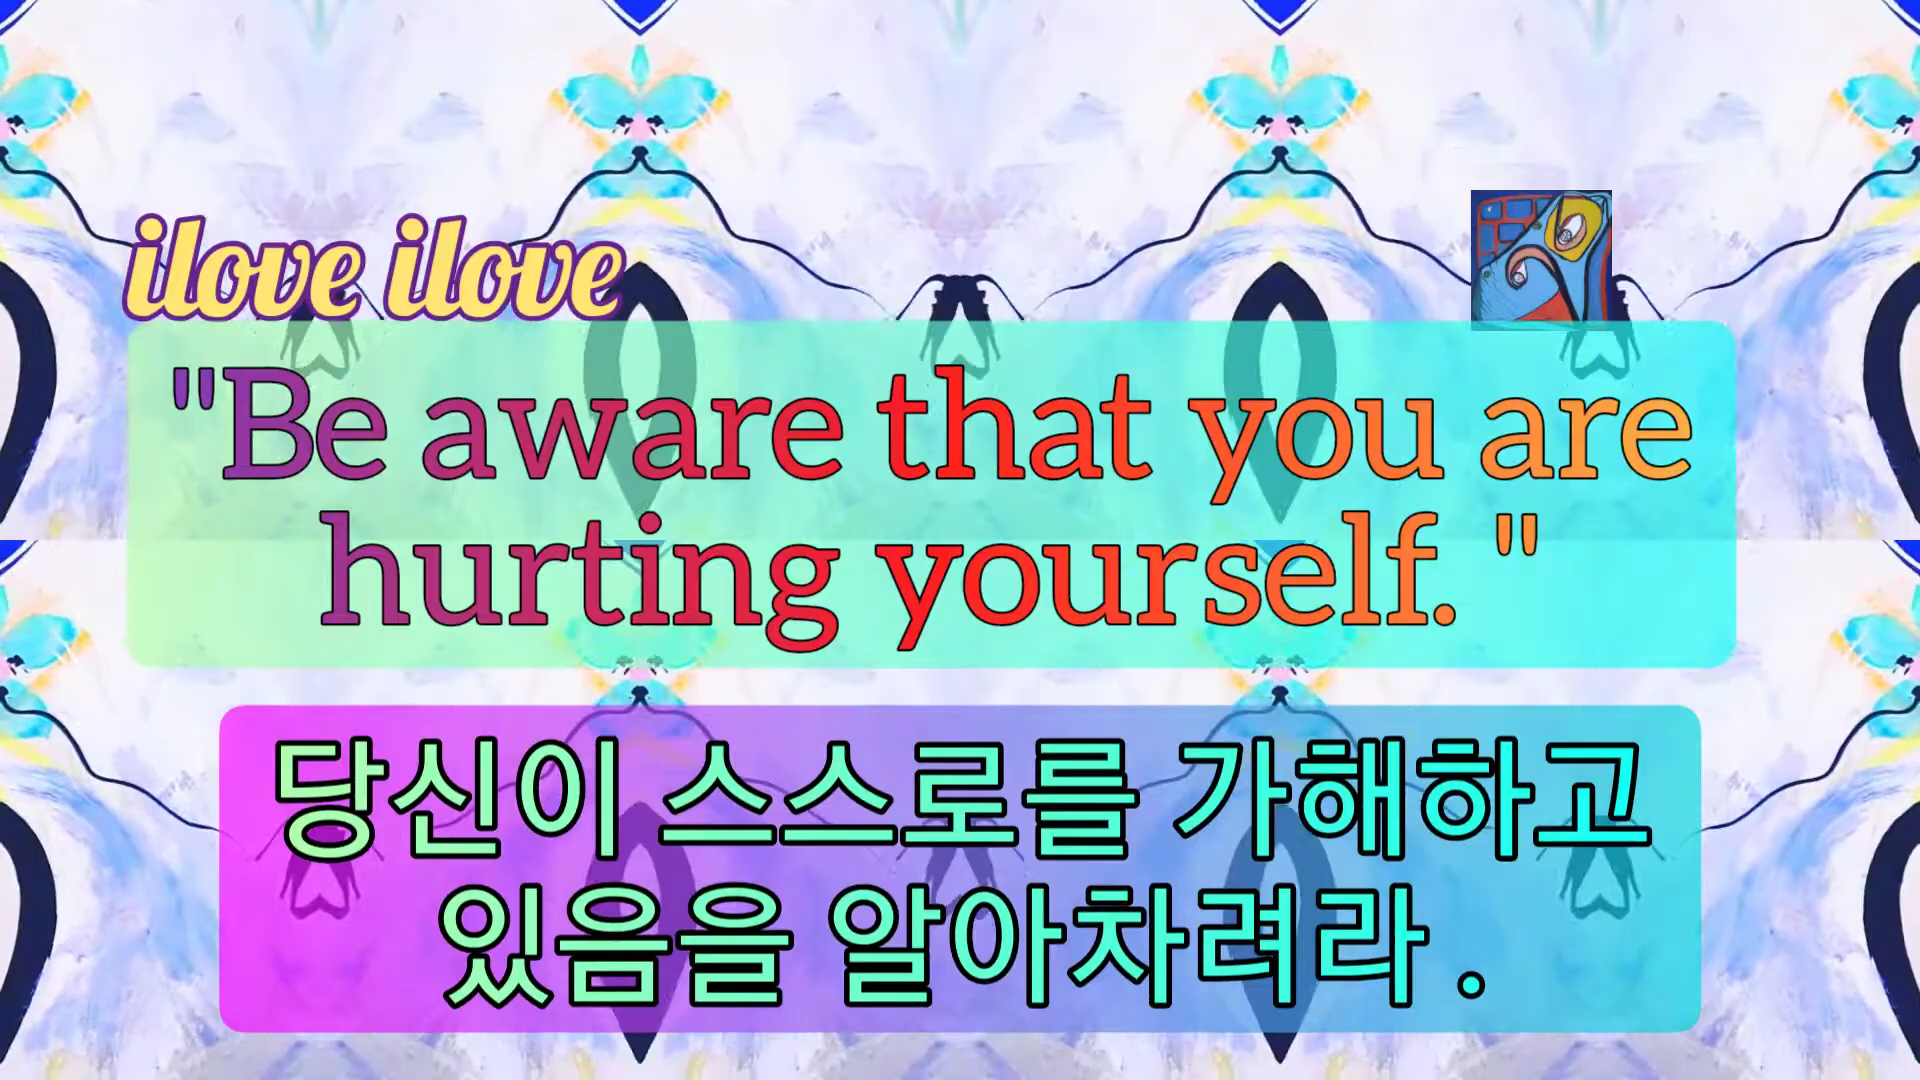 ilove ilove
"Be aware that you are
hurting yourself. "
당신이 스스로를 가해하고
있음을 알아차려라 .